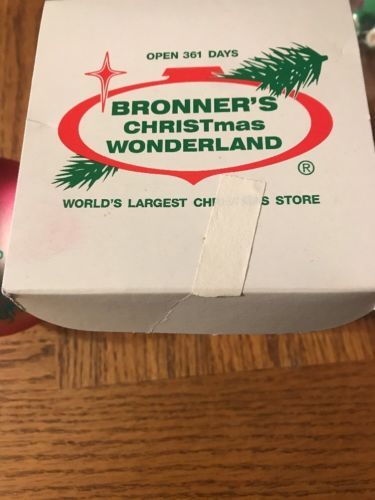 OPEN 361 DAYS
BRONNER'S
CHRISTmas
WONDERLAND
®
WORLD'S LARGEST STORE